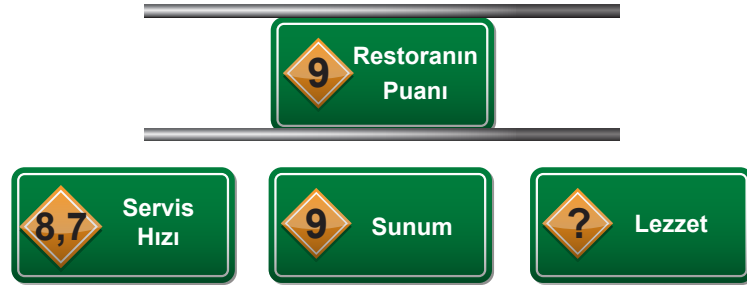 9 Restoranın
Puanı
8,7 Servis
Hızı
9 Sunum
? Lezzet